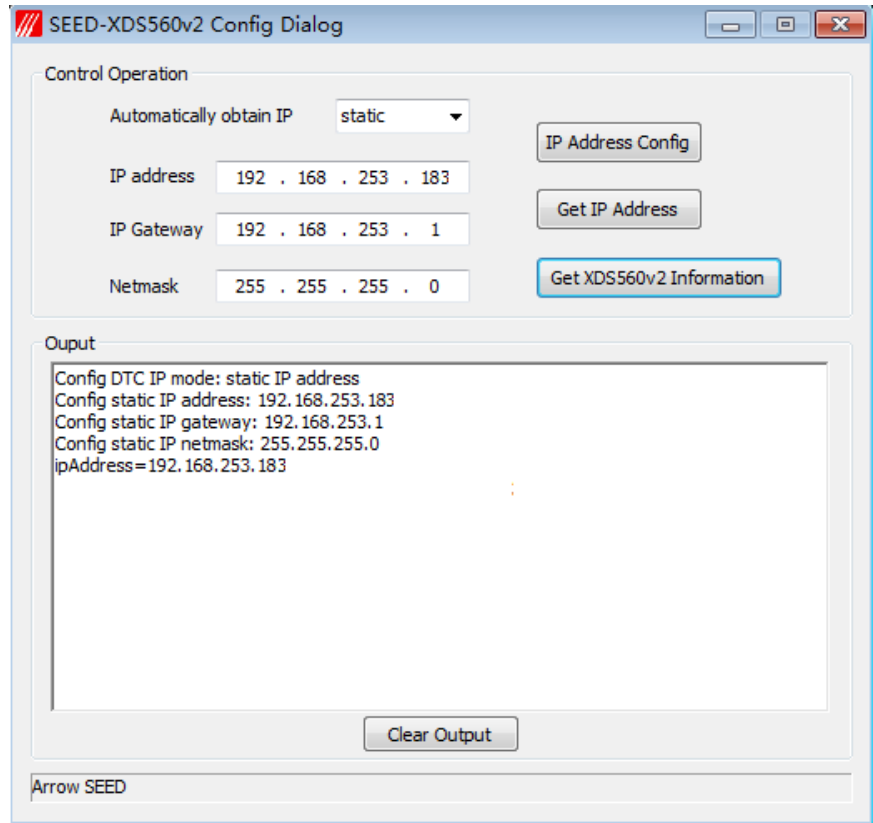 SEED-XDS560v2 Config Dialog
Control Operation
Automatically obtain IP static
IP Address Config
IP address 192 . 168 . 253 . 183
Get IP Address
IP Gateway 192 . 168 . 253 . 1
Get XDS560v2 Information
Netmask 255 . 255 . 255 . 0
Ouput
Config DTC IP mode: static IP address
Config static IP address: 192.168.253.183
Config static IP gateway: 192.168.253.1
Config static IP netmask: 255.255.255.0
ipAddress=192.168.253.183
Clear Output
Arrow SEED